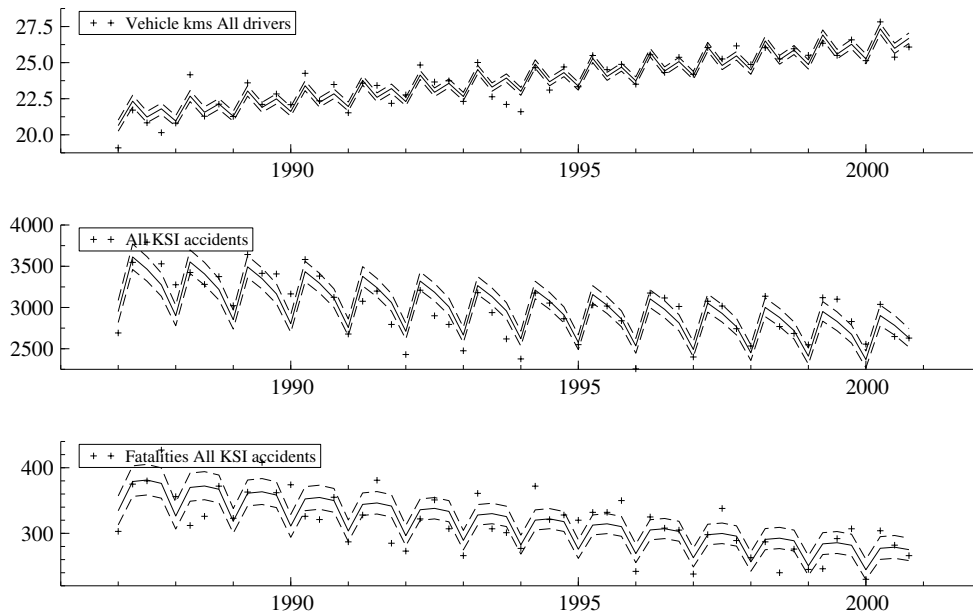 Vehicle kms All drivers
27.5
25.0
22.5
20.0
1990 1995 2000
4000
All KSI accidents
3500
3000
2500
1990 1995 2000
Fatalities All KSI accidents
400
300
1990 1995 2000